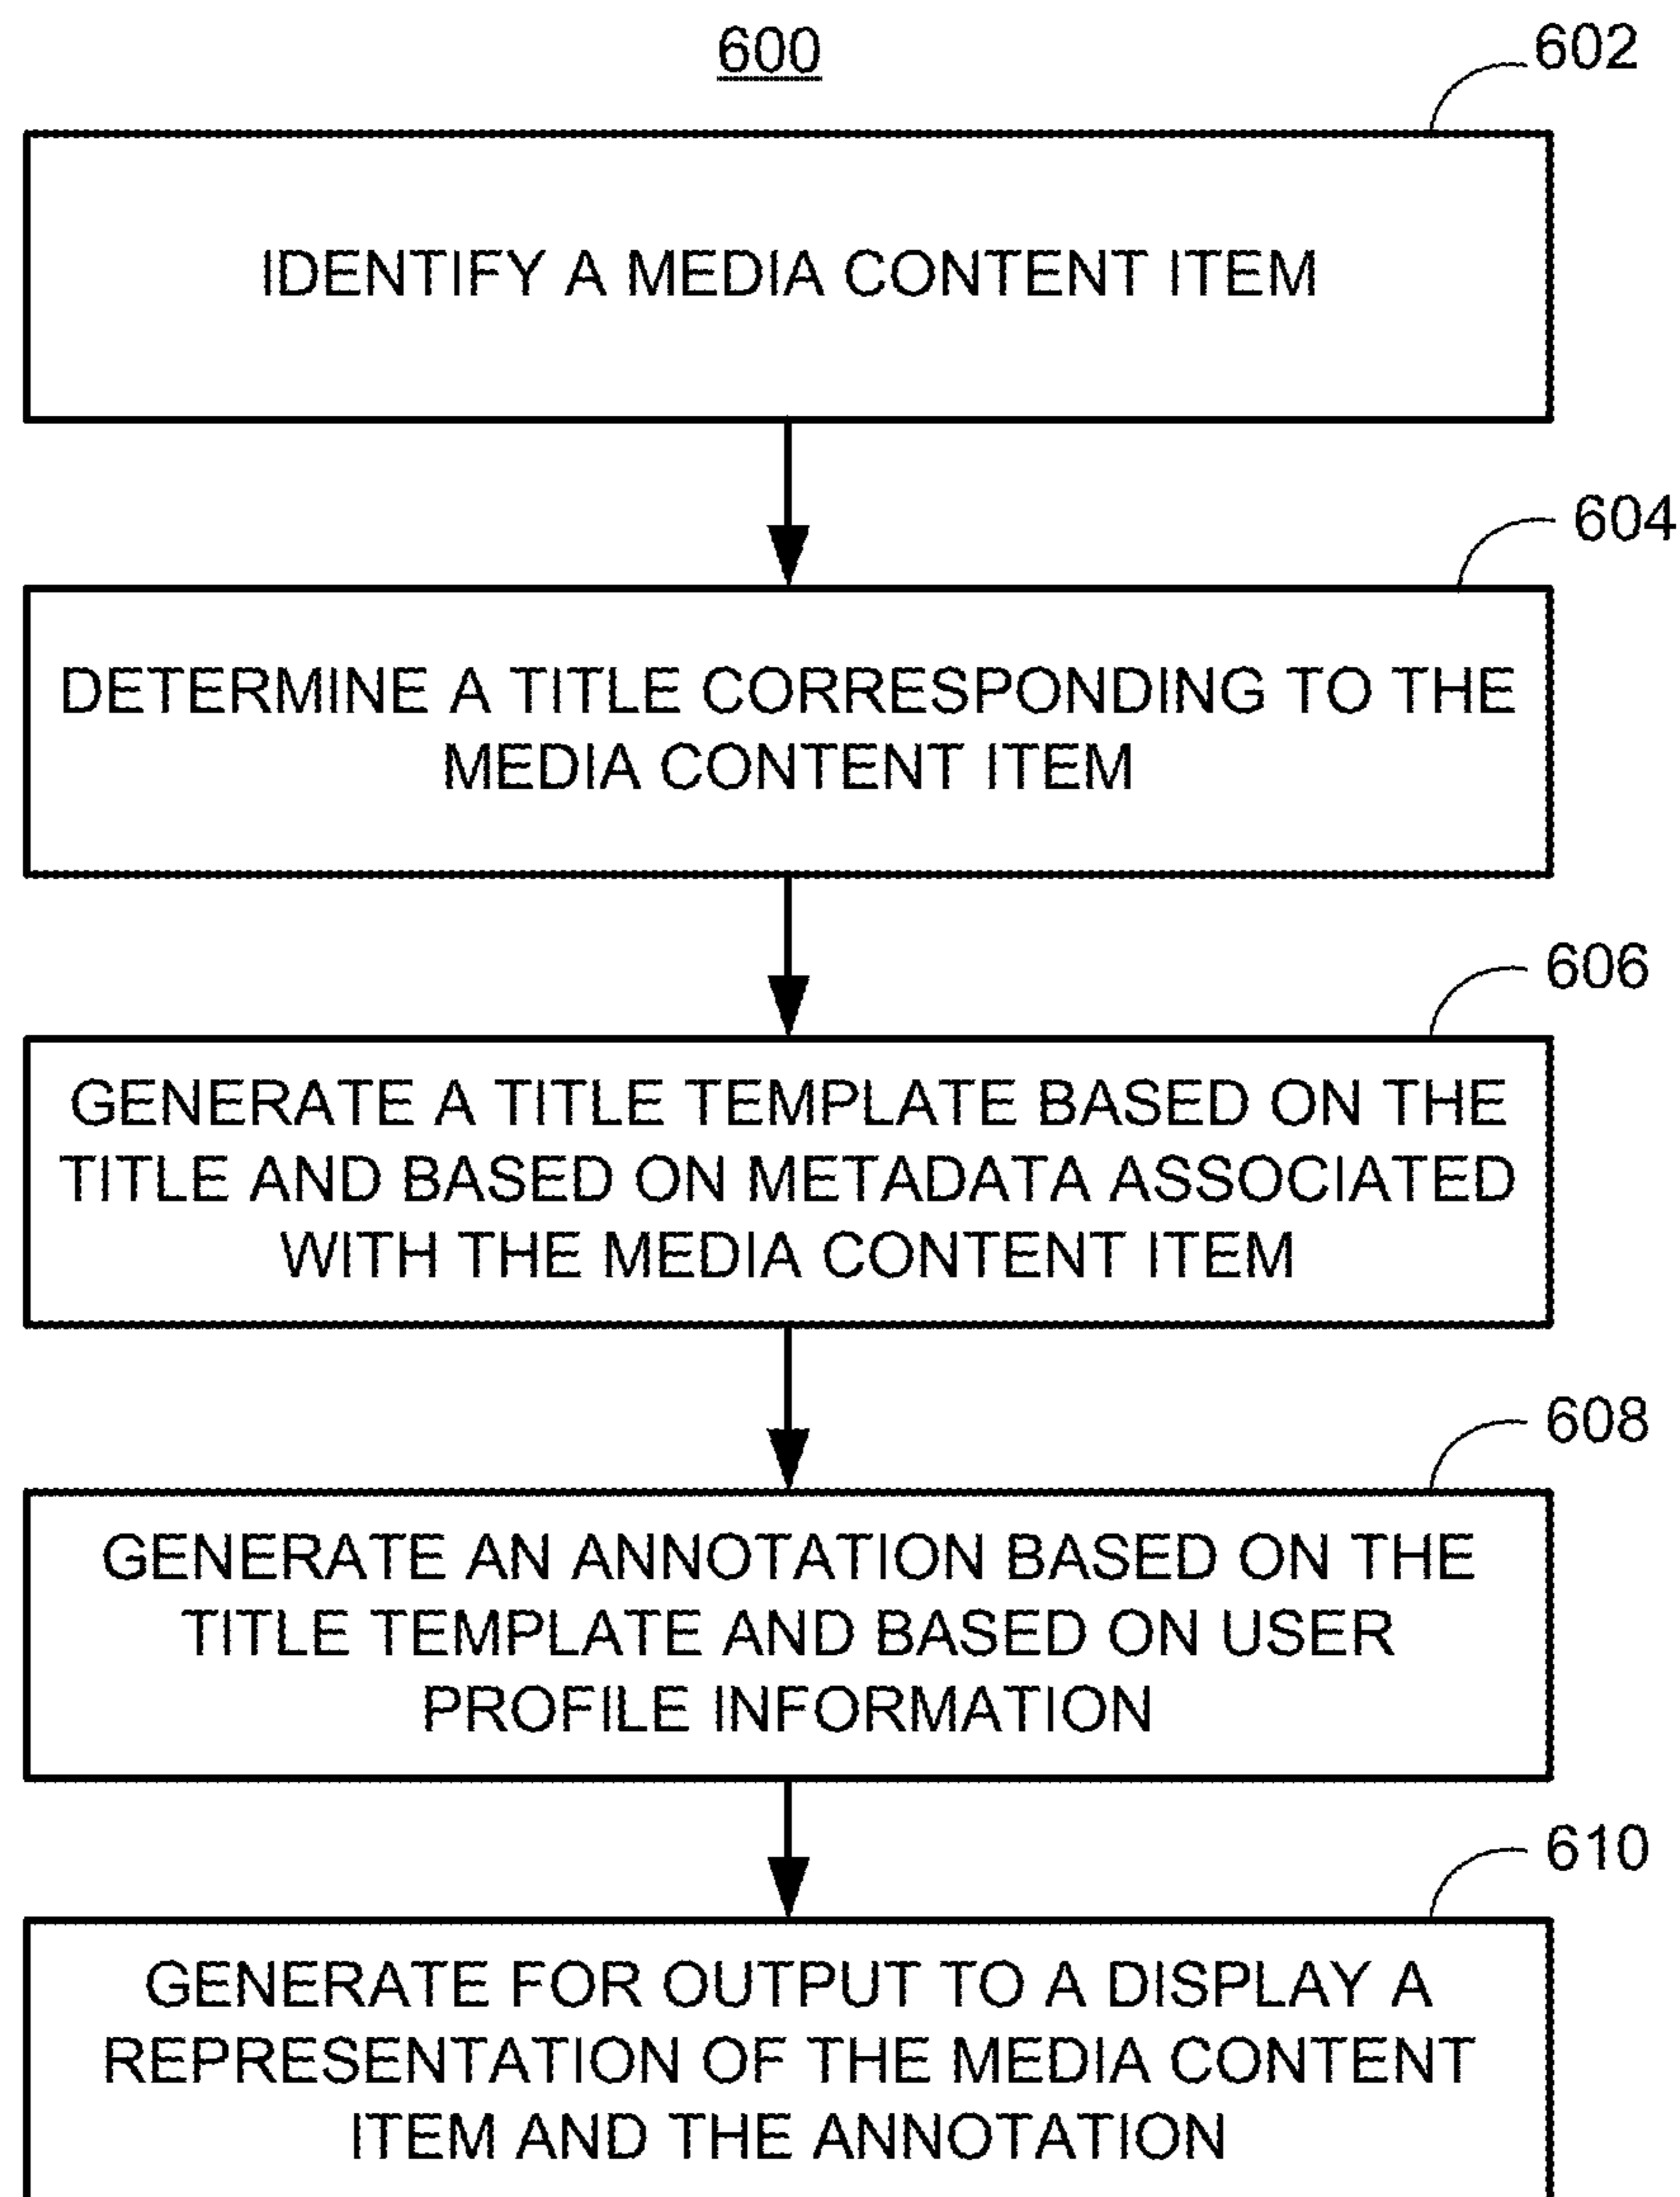 600
602
IDENTIFY A MEDIA CONTENT ITEM
604
DETERMINE A TITLE CORRESPONDING TO THE
MEDIA CONTENT ITEM
606
GENERATE A TITLE TEMPLATE BASED ON THE
TITLE AND BASED ON METADATA ASSOCIATED
WITH THE MEDIA CONTENT ITEM
608
GENERATE AN ANNOTATION BASED ON THE
TITLE TEMPLATE AND BASED ON USER
PROFILE INFORMATION
610
GENERATE FOR OUTPUT TO A DISPLAY A
REPRESENTATION OF THE MEDIA CONTENT
ITEM AND THE ANNOTATION